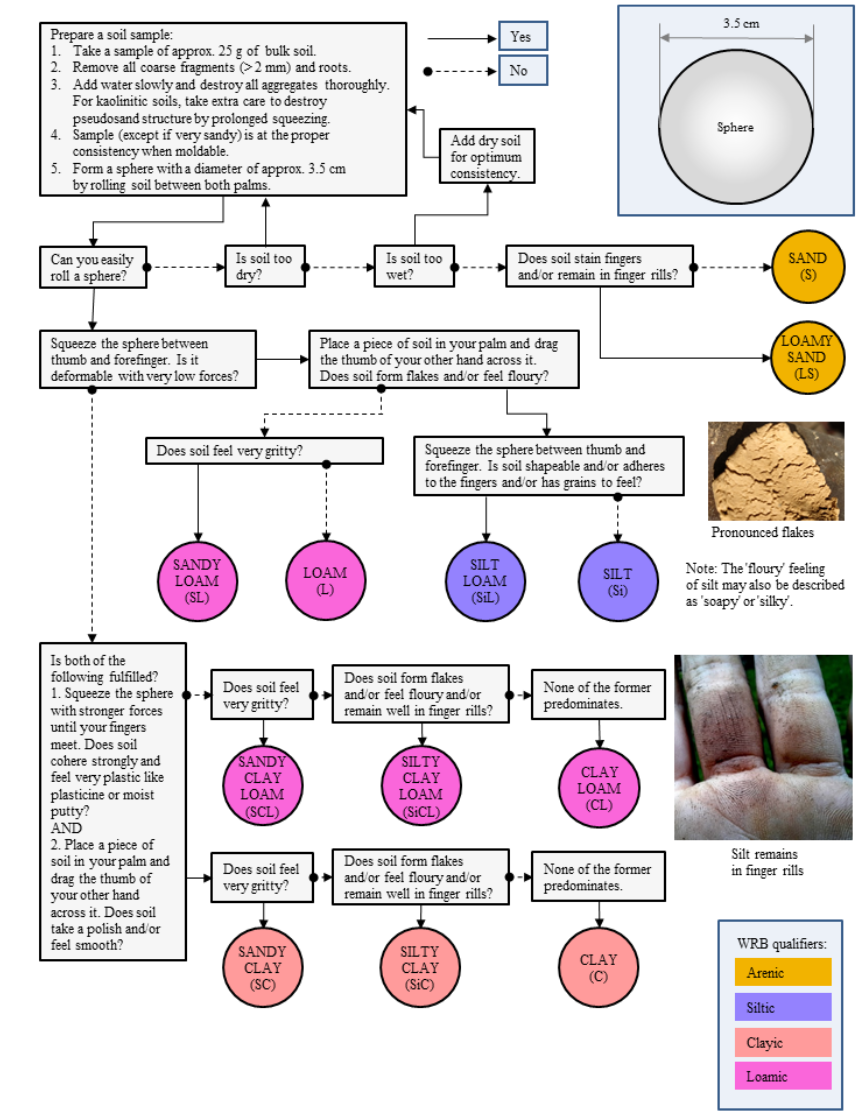 Prepare a soil sample:
1. Take a sample of approx. 25 g of bulk soil.
2. Remove all coarse fragments (> 2 mm) and roots.
3. Add water slowly and destroy all aggregates thoroughly.
For kaolinitic soils, take extra care to destroy
pseudosand structure by prolonged squeezing.
4. Sample (except if very sandy) is at the proper
consistency when moldable.
5. Form a sphere with a diameter of approx. 3.5 cm
by rolling soil between both palms.
Yes
No
Add dry soil
for optimum
consistency.
3.5 cm
Sphere
Can you easily
roll a sphere?
Is soil too
dry?
Is soil too
wet?
Does soil stain fingers
and/or remain in finger rills?
SAND
(S)
LOAMY
SAND
(LS)
Squeeze the sphere between
thumb and forefinger. Is it
deformable with very low forces?
Place a piece of soil in your palm and drag
the thumb of your other hand across it.
Does soil form flakes and/or feel floury?
Does soil feel very gritty?
Squeeze the sphere between thumb and
forefinger. Is soil shapeable and/or adheres
to the fingers and/or has grains to feel?
Pronounced flakes
SANDY
LOAM
(SL)
LOAM
(L)
SILT
LOAM
(SiL)
SILT
(Si)
Note: The 'floury' feeling
of silt may also be described
as 'soapy' or 'silky'.
Is both of the
following fulfilled?
1. Squeeze the sphere
with stronger forces
until your fingers
meet. Does soil
cohere strongly and
feel very plastic like
plasticine or moist
putty?
AND
2. Place a piece of
soil in your palm and
drag the thumb of
your other hand
across it. Does soil
take a polish and/or
feel smooth?
Does soil feel
very gritty?
Does soil form flakes
and/or feel floury and/or
remain well in finger rills?
None of the former
predominates.
SANDY
CLAY
LOAM
(SCL)
SILTY
CLAY
LOAM
(SiCL)
CLAY
LOAM
(CL)
Does soil feel
very gritty?
Does soil form flakes
and/or feel floury and/or
remain well in finger rills?
None of the former
predominates.
SANDY
CLAY
(SC)
SILTY
CLAY
(SiC)
CLAY
(C)
Silt remains
in finger rills
WRB qualifiers:
Arenic
Siltic
Clayic
Loamic